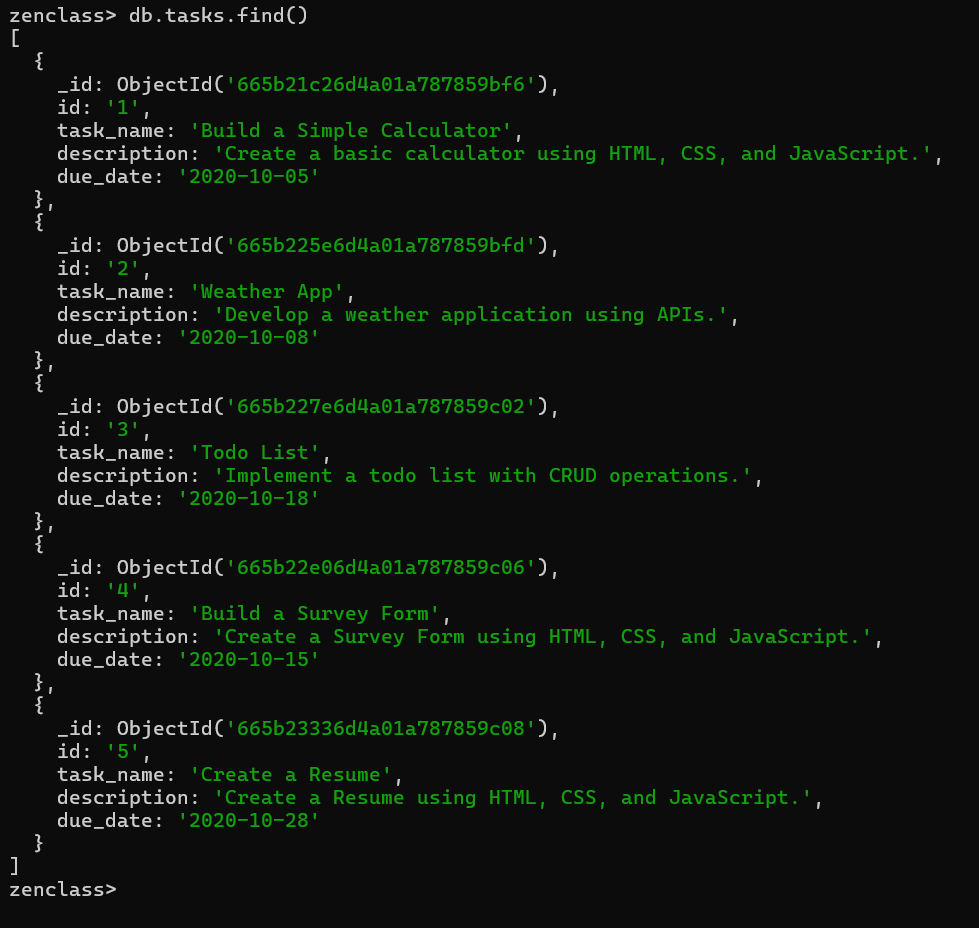 zenclass> db.tasks.find()
[
  {
    _id: ObjectId('665b21c26d4a01a787859bf6'),
    id: '1',
    task_name: 'Build a Simple Calculator',
    description: 'Create a basic calculator using HTML, CSS, and JavaScript.',
    due_date: '2020-10-05'
  },
  {
    _id: ObjectId('665b225e6d4a01a787859bfd'),
    id: '2',
    task_name: 'Weather App',
    description: 'Develop a weather application using APIs.',
    due_date: '2020-10-08'
  },
  {
    _id: ObjectId('665b227e6d4a01a787859c02'),
    id: '3',
    task_name: 'Todo List',
    description: 'Implement a todo list with CRUD operations.',
    due_date: '2020-10-18'
  },
  {
    _id: ObjectId('665b22e06d4a01a787859c06'),
    id: '4',
    task_name: 'Build a Survey Form',
    description: 'Create a Survey Form using HTML, CSS, and JavaScript.',
    due_date: '2020-10-15'
  },
  {
    _id: ObjectId('665b23336d4a01a787859c08'),
    id: '5',
    task_name: 'Create a Resume',
    description: 'Create a Resume using HTML, CSS, and JavaScript.',
    due_date: '2020-10-28'
  }
]
zenclass>